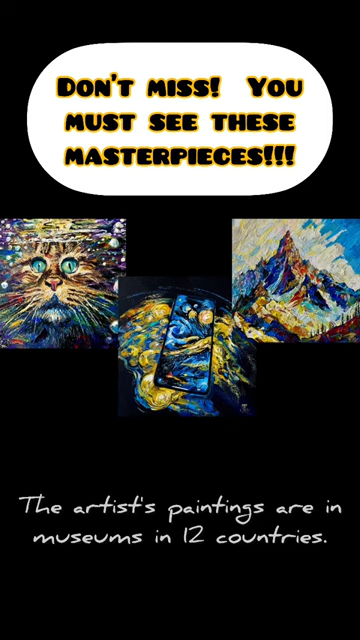 Don't miss!  You
must see these
masterpieces!!!
The artist's paintings are in
museums in 12 countries.